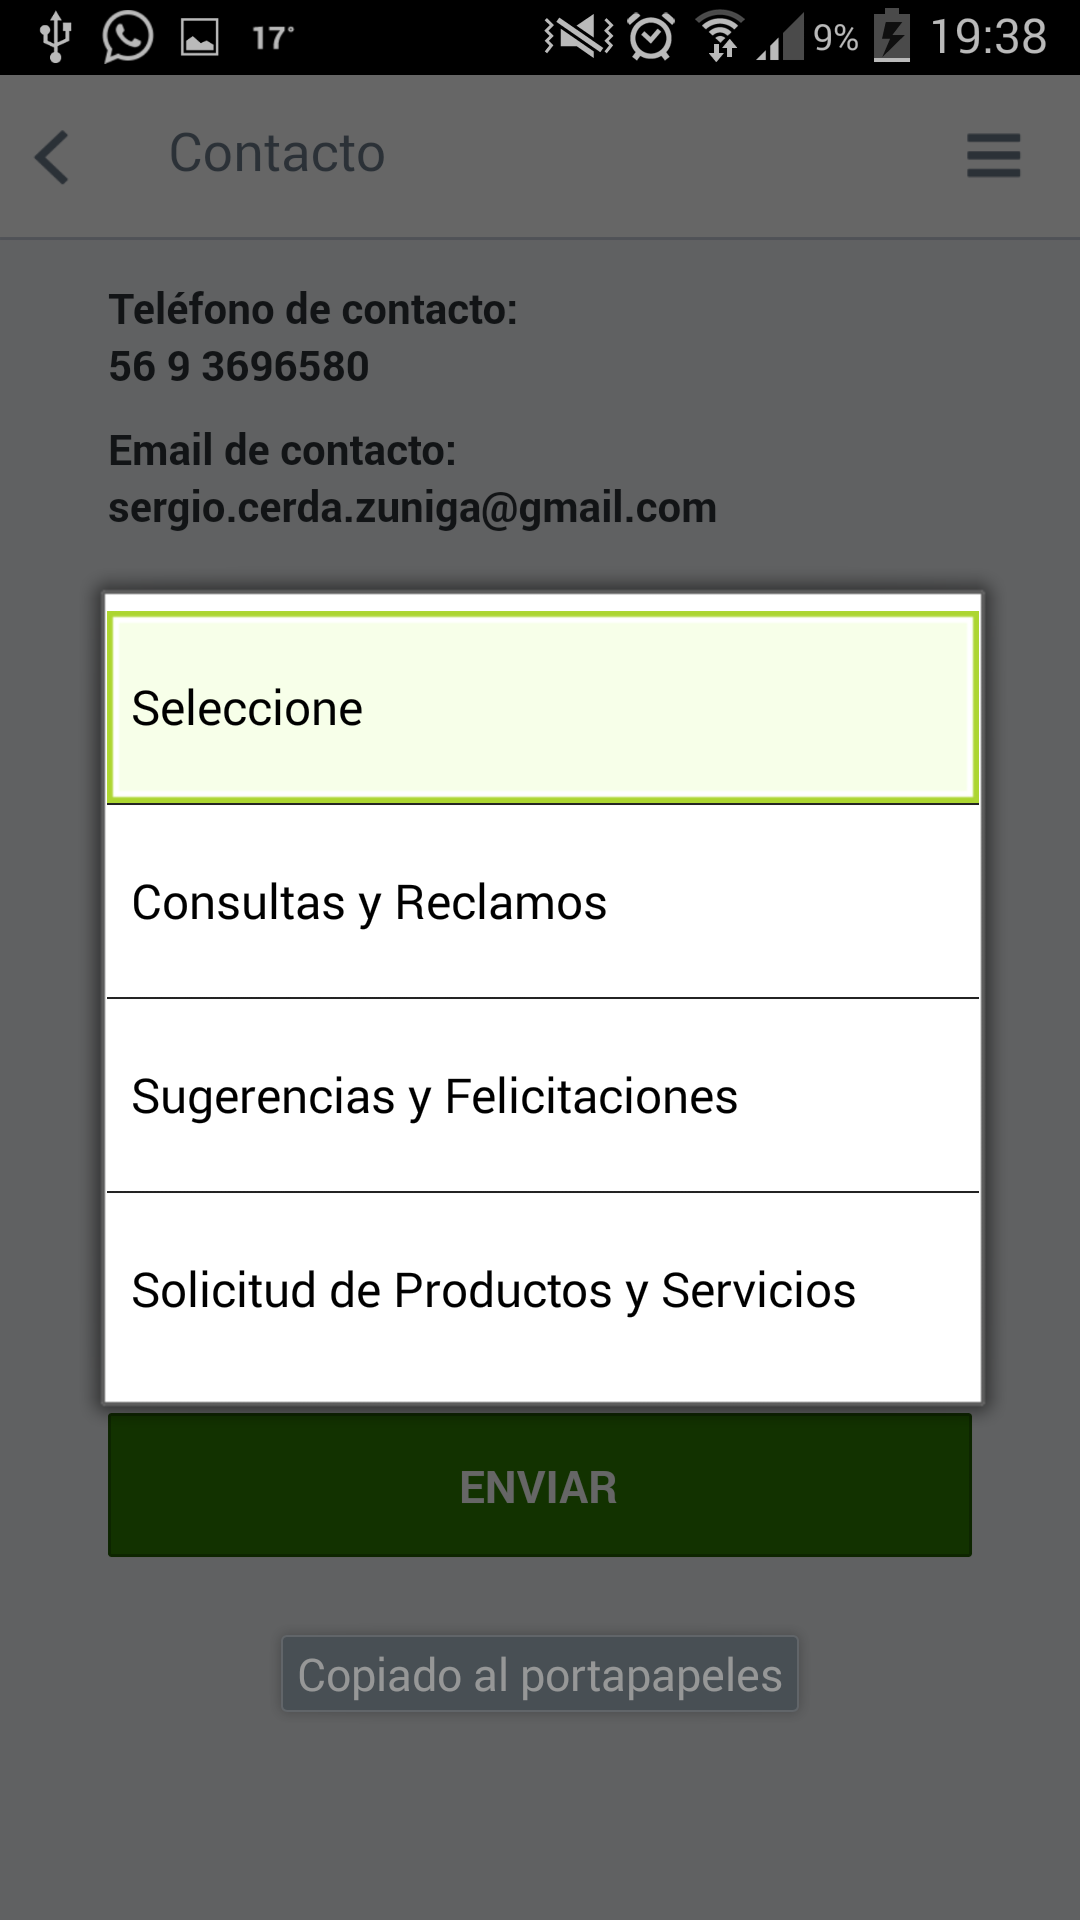 17°
9%
19:38
Contacto
Teléfono de contacto:
56 9 3696580
Email de contacto:
sergio.cerda.zuniga@gmail.com
Seleccione
Consultas y Reclamos
Sugerencias y Felicitaciones
Solicitud de Productos y Servicios
ENVIAR
Copiado al portapapeles